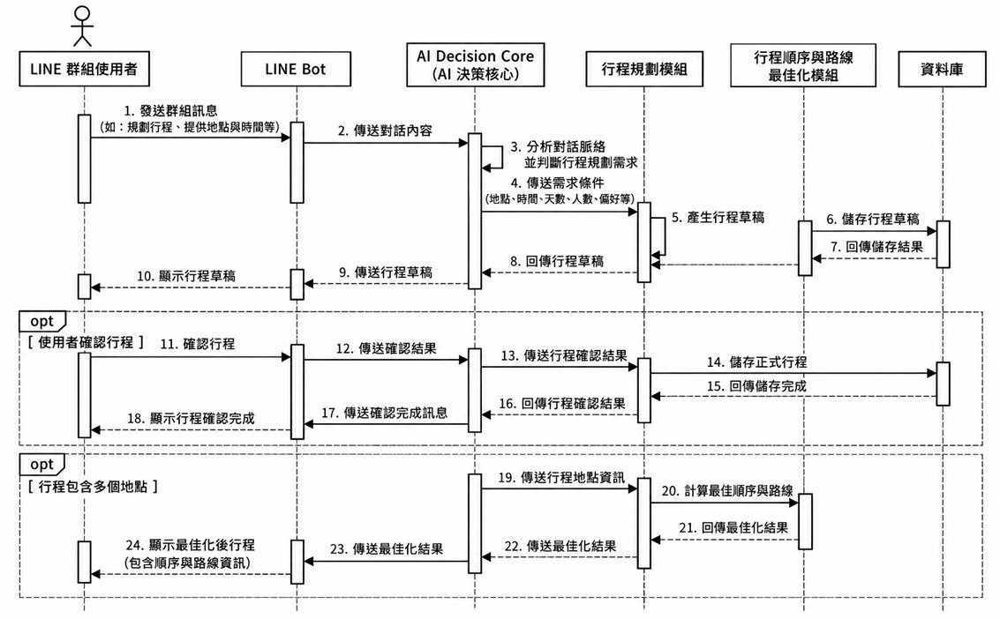 LINE 群組使用者
LINE Bot
AI Decision Core
(AI 決策核心)
行程規劃模組
行程順序與路線
最佳化模組
資料庫
1. 發送群組訊息
(如：規劃行程、提供地點與時間等)
2. 傳送對話內容
3. 分析對話脈絡
並判斷行程規劃需求
4. 傳送需求條件
(地點、時間、天數、人數、偏好等)
5. 產生行程草稿
6. 儲存行程草稿
7. 回傳儲存結果
8. 回傳行程草稿
9. 傳送行程草稿
10. 顯示行程草稿
opt
[ 使用者確認行程 ]
11. 確認行程
12. 傳送確認結果
13. 傳送行程確認結果
14. 儲存正式行程
15. 回傳儲存完成
16. 回傳行程確認結果
17. 傳送確認完成訊息
18. 顯示行程確認完成
opt
[ 行程包含多個地點 ]
19. 傳送行程地點資訊
20. 計算最佳順序與路線
21. 回傳最佳化結果
22. 傳送最佳化結果
23. 傳送最佳化結果
24. 顯示最佳化後行程
(包含順序與路線資訊)